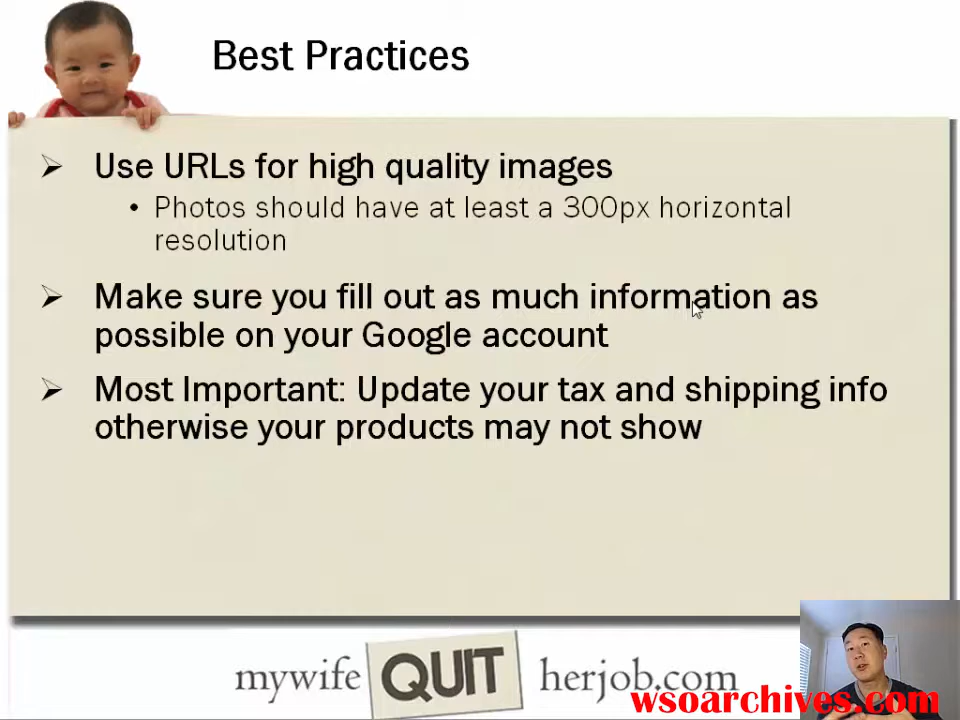 Best Practices
Use URLs for high quality images
Photos should have at least a 300px horizontal
resolution
Make sure you fill out as much information as
possible on your Google account
Most Important: Update your tax and shipping info
otherwise your products may not show
mywife QUIT herjob.com
wsoarchives.com